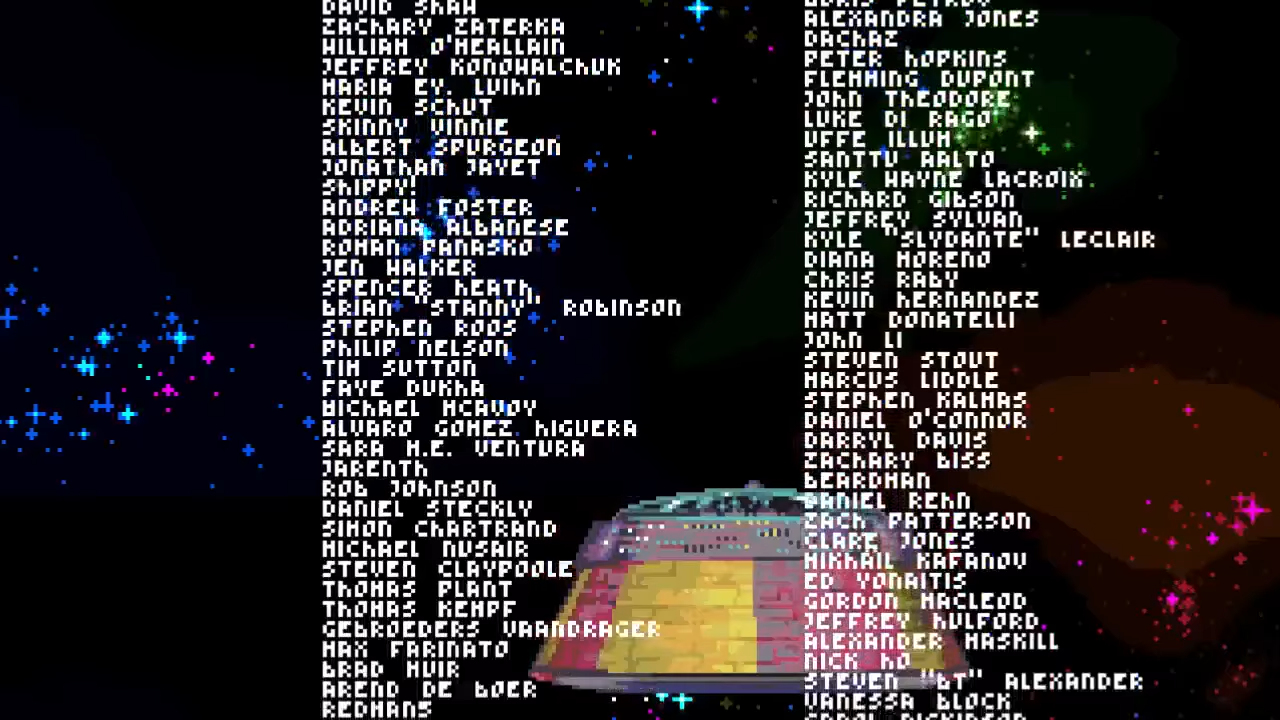 DAVID SHAW
ZACHARY ZATERKA
WILLIAM O'MEALLAIN
JEFFREY KONOWALChUK
MARIA EV. LVIhN
KEVIN SChUT
SKINNY VINNIE
ALbERT SPURGEON
JONAThAN JAYET
ShIPPY!
ANDREW FOSTER
ADRIANA ALbANESE
ROMAN PANASKO
JEN WALKER
SPENCER hEATh
bRIAN "STANNY" RObINSON
STEPhEN ROOS
PhILIP NELSON
TIM SUTTON
FAYE DUKhA
MIChAEL MCAVOY
ALVARO GOMEZ hIGUERA
SARA M.E. VENTURA
JARENTh
ROb JOhNSON
DANIEL STECKLY
SIMON ChARTRAND
MIChAEL NUSAIR
STEVEN CLAYPOOLE
ThOMAS PLANT
ThOMAS KEMPF
GEbROEDERS VAANDRAGER
MAX FARINATO
bRAD MUIR
AREND DE bOER
REDMANS
ALEXANDRA JONES
DAChAZ
PETER hOPKINS
FLEMMING DUPONT
JOhN ThEODORE
LUKE DI RAGO
UFFE ILLUM
SANTTU AALTO
KYLE WAYNE LACROIX
RIChARD GIbSON
JEFFREY SYLVAN
KYLE "SLYDANTE" LECLAIR
DIANA MORENO
ChRIS RAbY
KEVIN hERNANDEZ
MATT DONATELLI
JOhN LI
STEVEN STOUT
MARCUS LIDDLE
STEPhEN KALMAS
DANIEL O'CONNOR
DARRYL DAVIS
ZAChARY bISS
bEARDMAN
DANIEL REhN
ZACh PATTERSON
CLARE JONES
MIKhAIL KAFANOV
ED VONAITIS
GORDON MACLEOD
JEFFREY hULFORD
ALEXANDER MASKILL
NICK hO
STEVEN "bT" ALEXANDER
VANESSA bLOCK